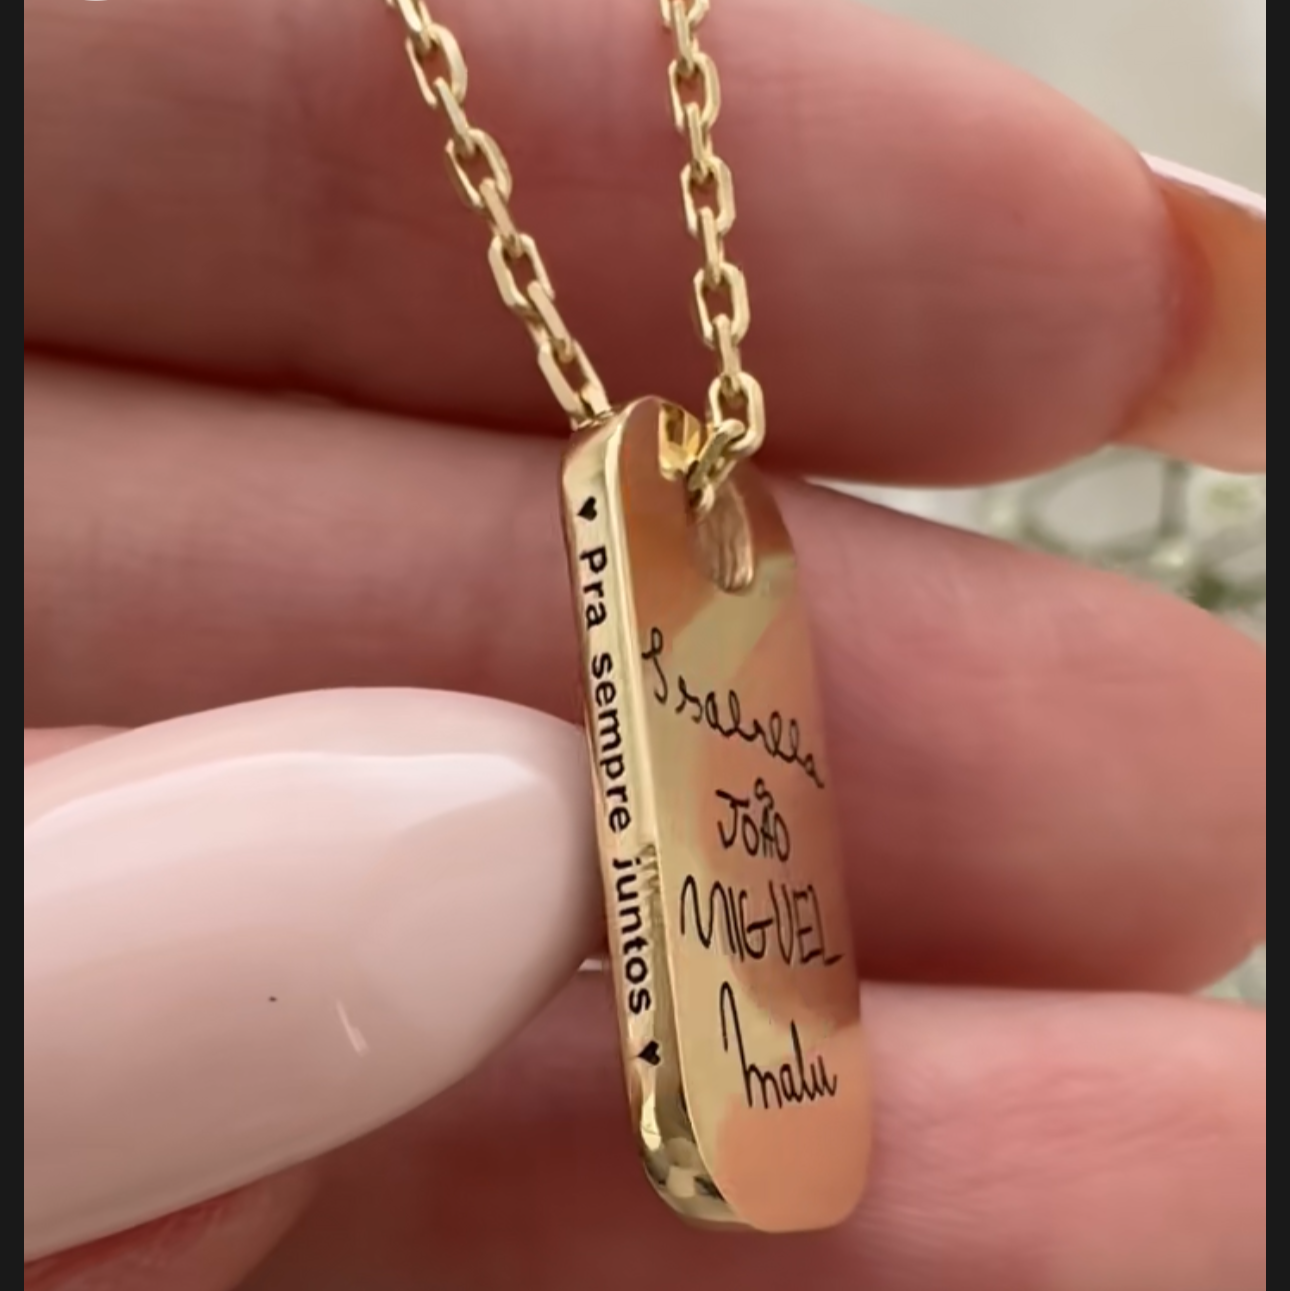 ♥ Pra sempre juntos ♥
Isabella
JOÃO
MIGUEL
Malu